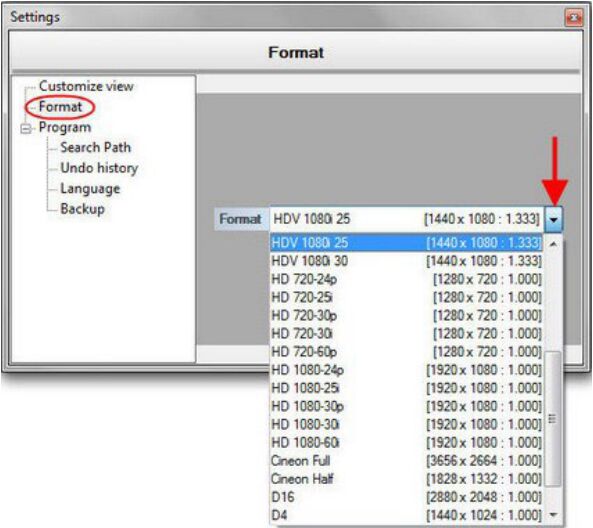 Settings
Format
Customize view
Format
Program
Search Path
Undo history
Language
Backup
Format HDV 1080i 25 [1440 x 1080 : 1.333]
HDV 1080i 25 [1440 x 1080 : 1.333]
HDV 1080i 30 [1440 x 1080 : 1.333]
HD 720-24p [1280 x 720 : 1.000]
HD 720-25i [1280 x 720 : 1.000]
HD 720-30p [1280 x 720 : 1.000]
HD 720-30i [1280 x 720 : 1.000]
HD 720-60p [1280 x 720 : 1.000]
HD 1080-24p [1920 x 1080 : 1.000]
HD 1080-25i [1920 x 1080 : 1.000]
HD 1080-30p [1920 x 1080 : 1.000]
HD 1080-30i [1920 x 1080 : 1.000]
HD 1080-60i [1920 x 1080 : 1.000]
Cineon Full [3656 x 2664 : 1.000]
Cineon Half [1828 x 1332 : 1.000]
D16 [2880 x 2048 : 1.000]
D4 [1440 x 1024 : 1.000]